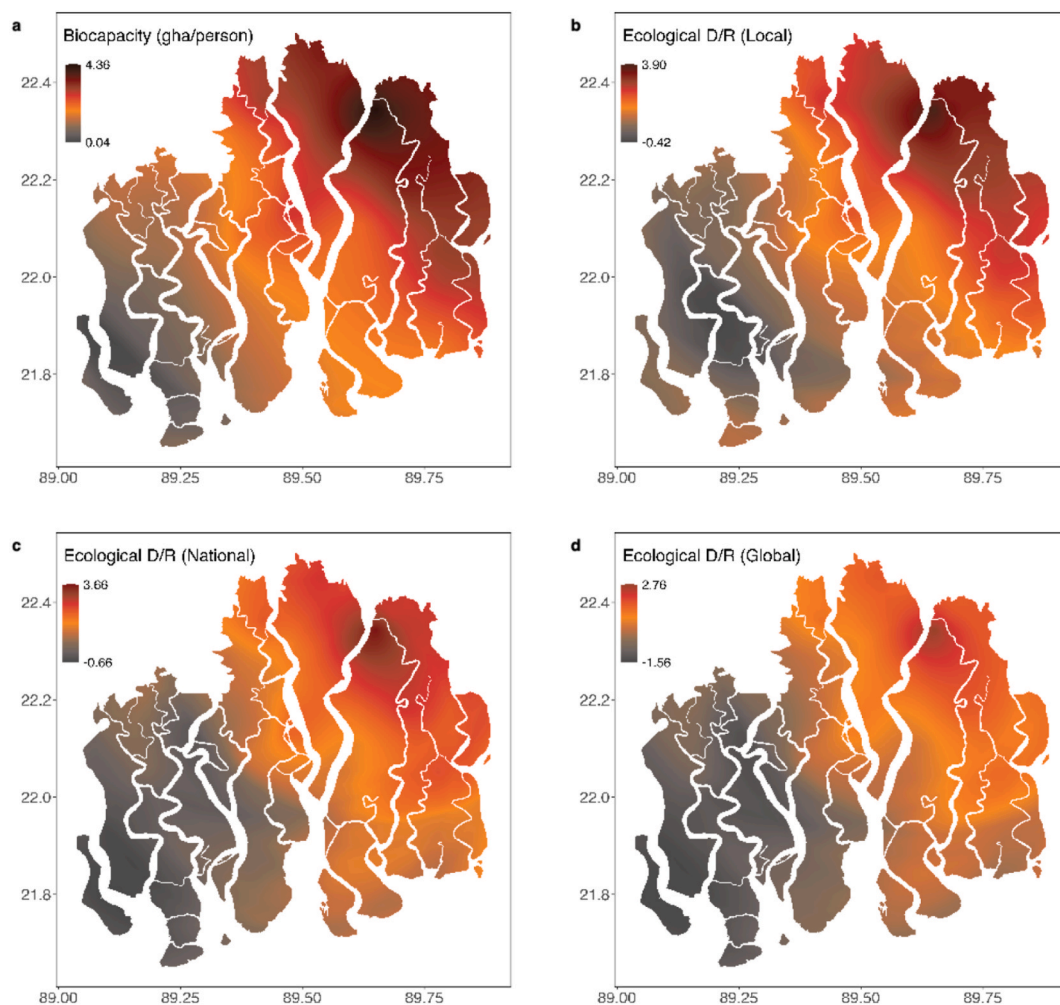 a
Biocapacity (gha/person)
4.36
0.04
22.4
22.2
22.0
21.8
89.00 89.25 89.50 89.75
b
Ecological D/R (Local)
3.90
-0.42
22.4
22.2
22.0
21.8
89.00 89.25 89.50 89.75
c
Ecological D/R (National)
3.66
-0.66
22.4
22.2
22.0
21.8
89.00 89.25 89.50 89.75
d
Ecological D/R (Global)
2.76
-1.56
22.4
22.2
22.0
21.8
89.00 89.25 89.50 89.75